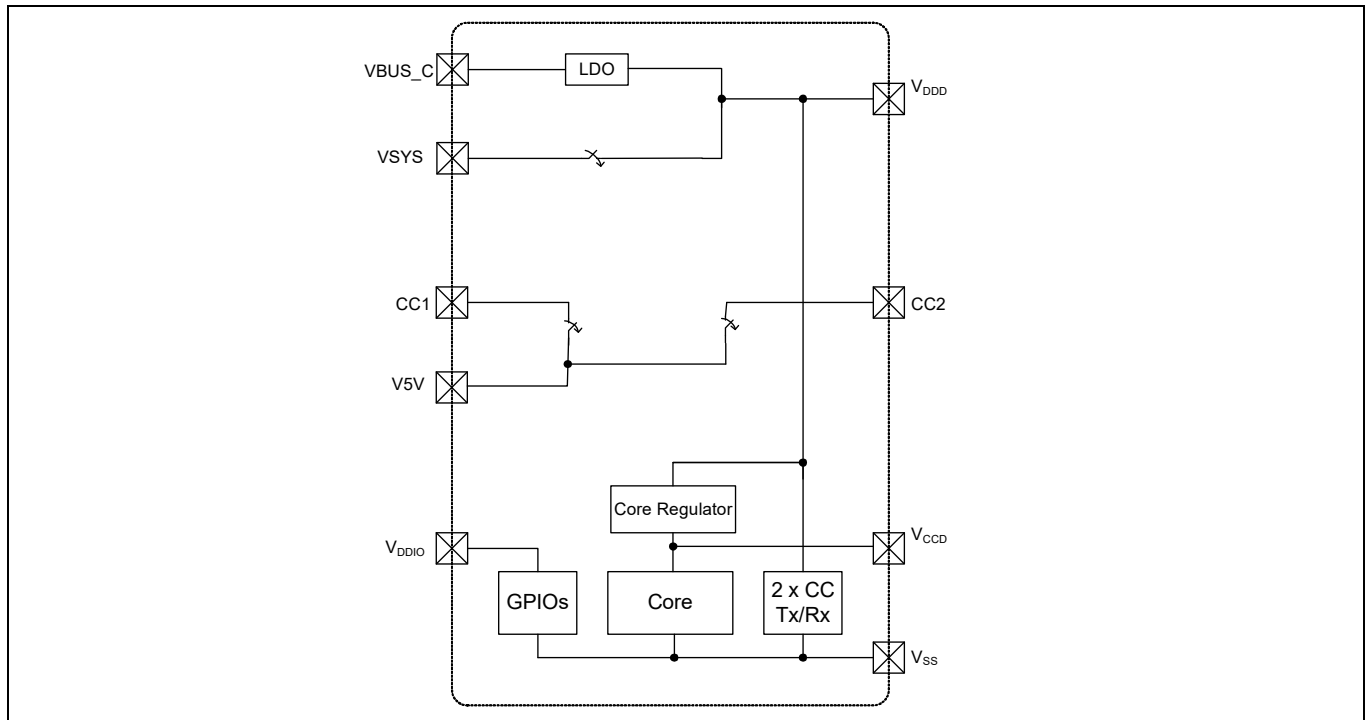 VBUS_C
LDO
VDDD
VSYS
CC1
CC2
V5V
Core Regulator
VDDIO
VCCD
GPIOs
Core
2 x CC
Tx/Rx
VSS